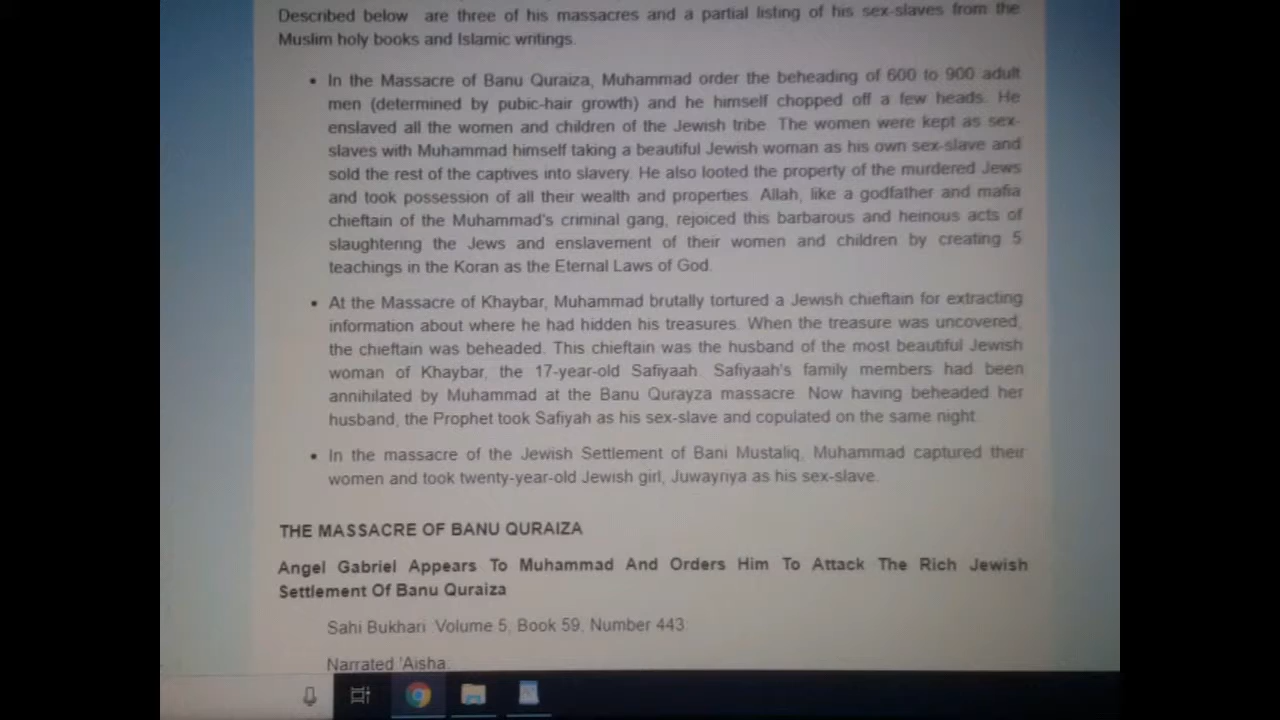 Described below are three of his massacres and a partial listing of his sex-slaves from the
Muslim holy books and Islamic writings.
• In the Massacre of Banu Quraiza, Muhammad order the beheading of 600 to 900 adult
men (determined by pubic-hair growth) and he himself chopped off a few heads. He
enslaved all the women and children of the Jewish tribe. The women were kept as sex-
slaves with Muhammad himself taking a beautiful Jewish woman as his own sex-slave and
sold the rest of the captives into slavery. He also looted the property of the murdered Jews
and took possession of all their wealth and properties. Allah, like a godfather and mafia
chieftain of the Muhammad's criminal gang, rejoiced this barbarous and heinous acts of
slaughtering the Jews and enslavement of their women and children by creating 5
teachings in the Koran as the Eternal Laws of God.
• At the Massacre of Khaybar, Muhammad brutally tortured a Jewish chieftain for extracting
information about where he had hidden his treasures. When the treasure was uncovered,
the chieftain was beheaded. This chieftain was the husband of the most beautiful Jewish
woman of Khaybar, the 17-year-old Safiyaah. Safiyaah's family members had been
annihilated by Muhammad at the Banu Qurayza massacre. Now having beheaded her
husband, the Prophet took Safiyah as his sex-slave and copulated on the same night.
• In the massacre of the Jewish Settlement of Bani Mustaliq, Muhammad captured their
women and took twenty-year-old Jewish girl, Juwayriya as his sex-slave.
THE MASSACRE OF BANU QURAIZA
Angel Gabriel Appears To Muhammad And Orders Him To Attack The Rich Jewish
Settlement Of Banu Quraiza
Sahi Bukhari Volume 5, Book 59, Number 443:
Narrated 'Aisha: